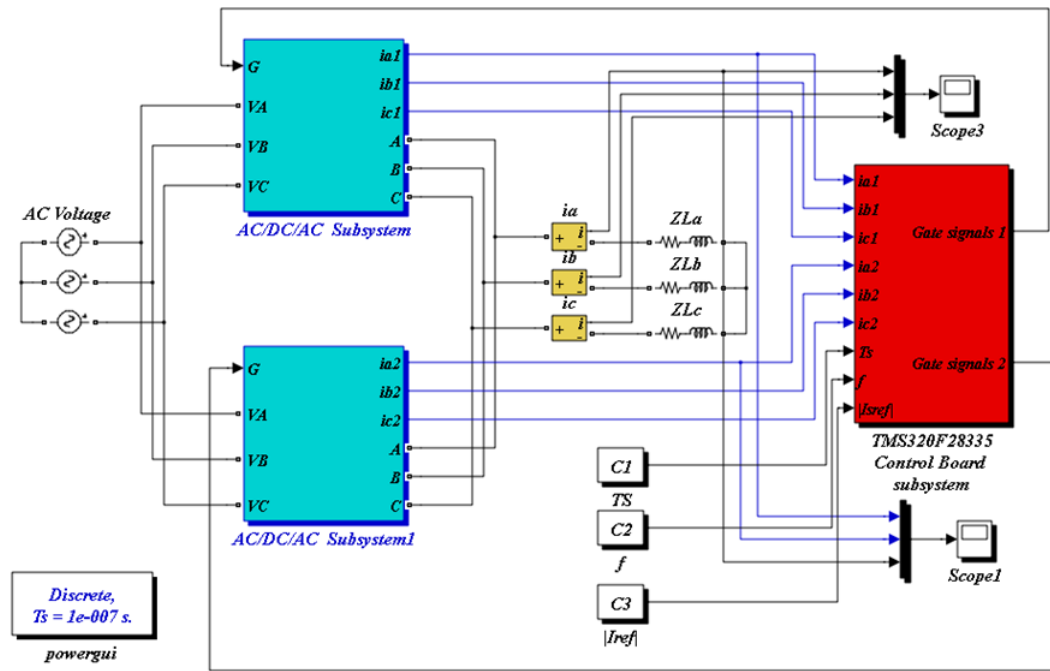 G
VA
VB
VC
ia1
ib1
ic1
A
B
C
AC/DC/AC Subsystem
AC Voltage
ia
i
+
-
ib
i
+
-
ic
i
+
-
ZLa
ZLb
ZLc
Scope3
ia1
ib1
ic1
ia2
ib2
ic2
Ts
f
|Isref|
Gate signals 1
Gate signals 2
TMS320F28335
Control Board
subsystem
G
VA
VB
VC
ia2
ib2
ic2
A
B
C
AC/DC/AC Subsystem1
C1
TS
C2
f
C3
|Iref|
Scope1
Discrete,
Ts = 1e-007 s.
powergui